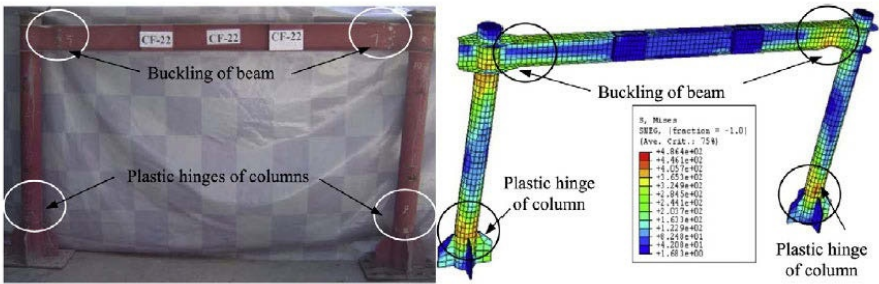 CF-22
CF-22
CF-22
Buckling of beam
Plastic hinges of columns
Buckling of beam
S, Mises
SNEG, (fraction = -1.0)
(Ave. Crit.: 75%)
+4.864e+02
+4.461e+02
+4.057e+02
+3.653e+02
+3.249e+02
+2.845e+02
+2.441e+02
+2.037e+02
+1.633e+02
+1.229e+02
+8.248e+01
+4.208e+01
+1.683e+00
Plastic hinge
of column
Plastic hinge
of column